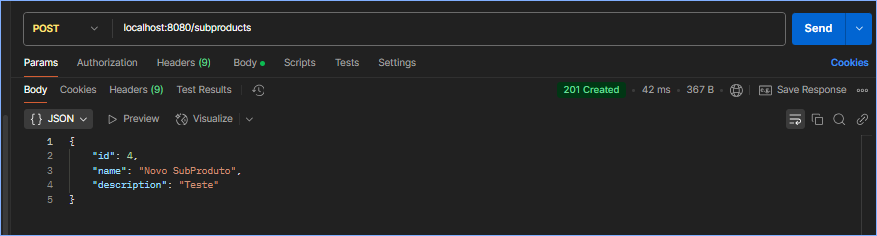 POST localhost:8080/subproducts Send
Params Authorization Headers (9) Body Scripts Tests Settings Cookies
Body Cookies Headers (9) Test Results 201 Created 42 ms 367 B e.g. Save Response
{ } JSON Preview Visualize
1 {
2 "id": 4,
3 "name": "Novo SubProduto",
4 "description": "Teste"
5 }